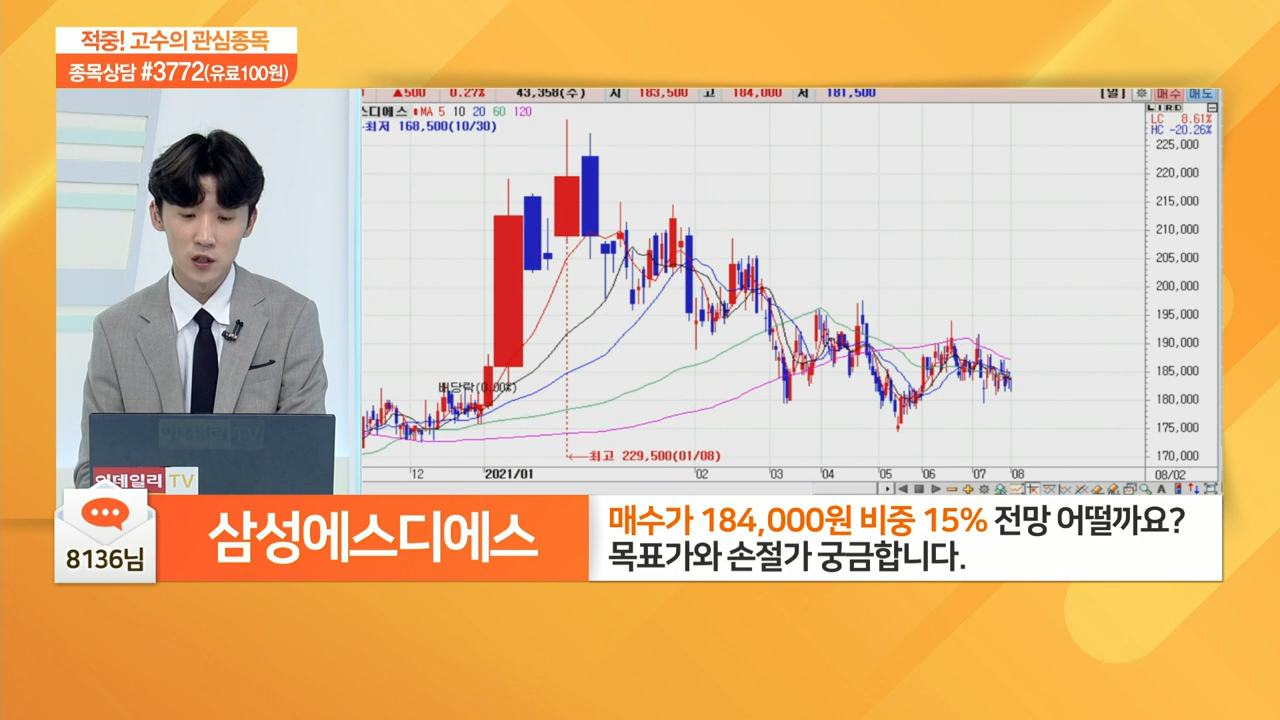 적중! 고수의 관심종목
종목상담 #3772(유료100원)
▲500 0.27% 43,358(주) 시 183,500 고 184,000 저 181,500 [일] 매수 매도
스디에스 MA 5 10 20 60 120
최저 168,500(10/30)
LC 8.61%
HC -20.26%
225,000
220,000
215,000
210,000
205,000
200,000
195,000
190,000
185,000
180,000
175,000
170,000
배당락(0.00%)
최고 229,500(01/08)
12 2021/01 02 03 04 05 06 07 08 08/02
이데일리 TV
8136님
삼성에스디에스
매수가 184,000원 비중 15% 전망 어떨까요?
목표가와 손절가 궁금합니다.